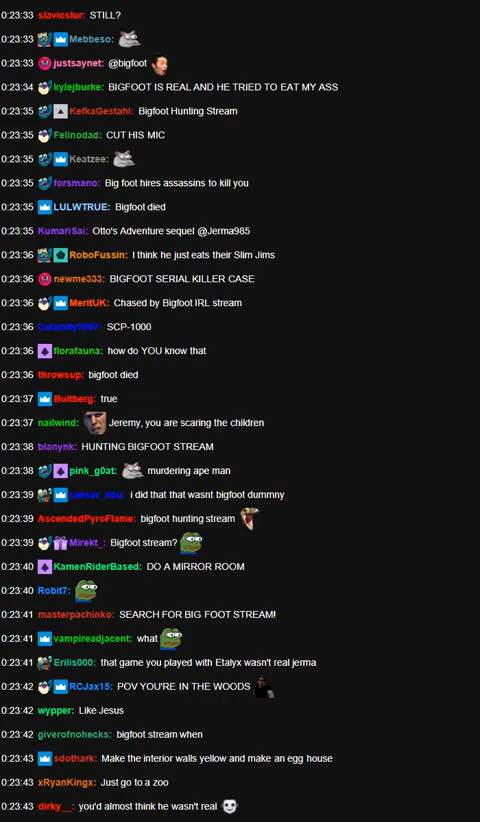 0:23:33 slavicslur: STILL?
0:23:33 Mebbeso:
0:23:33 justsaynet: @bigfoot
0:23:34 kylejburke: BIGFOOT IS REAL AND HE TRIED TO EAT MY ASS
0:23:35 KefkaGestahl: Bigfoot Hunting Stream
0:23:35 Felinodad: CUT HIS MIC
0:23:35 Keatzee:
0:23:35 forsmano: Big foot hires assassins to kill you
0:23:35 LULWTRUE: Bigfoot died
0:23:35 KumariSai: Otto's Adventure sequel @Jerma985
0:23:36 RoboFussin: I think he just eats their Slim Jims
0:23:36 newme333: BIGFOOT SERIAL KILLER CASE
0:23:36 MeritUK: Chased by Bigfoot IRL stream
0:23:36 Calamity2007: SCP-1000
0:23:36 florafauna: how do YOU know that
0:23:36 throwsup: bigfoot died
0:23:37 Bultberg: true
0:23:37 nailwind: Jeremy, you are scaring the children
0:23:38 blanynk: HUNTING BIGFOOT STREAM
0:23:38 pink_g0at: murdering ape man
0:23:39 caesar_dou: i did that that wasnt bigfoot dummny
0:23:39 AscendedPyroFlame: bigfoot hunting stream
0:23:39 Mirekt_: Bigfoot stream?
0:23:40 KamenRiderBased: DO A MIRROR ROOM
0:23:40 Robit7:
0:23:41 masterpachinko: SEARCH FOR BIG FOOT STREAM!
0:23:41 vampireadjacent: what
0:23:41 Erilis000: that game you played with Etalyx wasn't real jerma
0:23:42 RCJax15: POV YOU'RE IN THE WOODS
0:23:42 wypper: Like Jesus
0:23:42 giverofnohecks: bigfoot stream when
0:23:43 sdothark: Make the interior walls yellow and make an egg house
0:23:43 xRyanKingx: Just go to a zoo
0:23:43 dirky__: you'd almost think he wasn't real